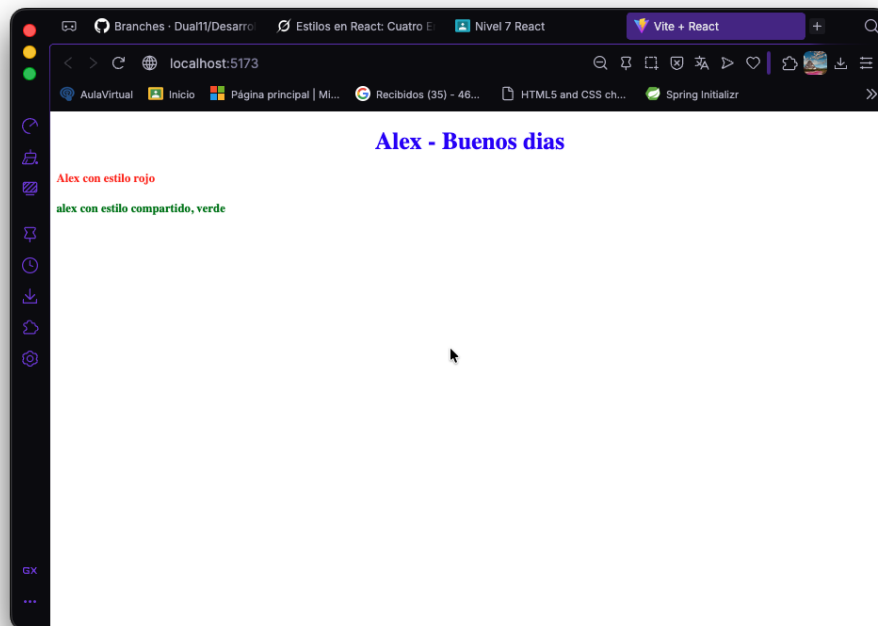 Branches · Dual11/Desarro
Estilos en React: Cuatro E
Nivel 7 React
Vite + React
localhost:5173
AulaVirtual
Inicio
Página principal | Mi...
Recibidos (35) - 46...
HTML5 and CSS ch...
Spring Initializr
Alex - Buenos dias
Alex con estilo rojo
alex con estilo compartido, verde
GX